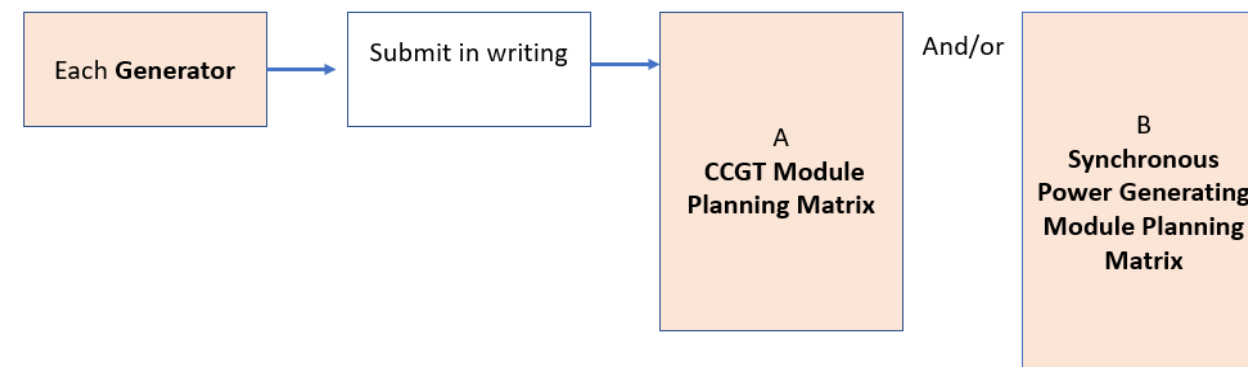 Each Generator
Submit in writing
A
CCGT Module
Planning Matrix
And/or
B
Synchronous
Power Generating
Module Planning
Matrix